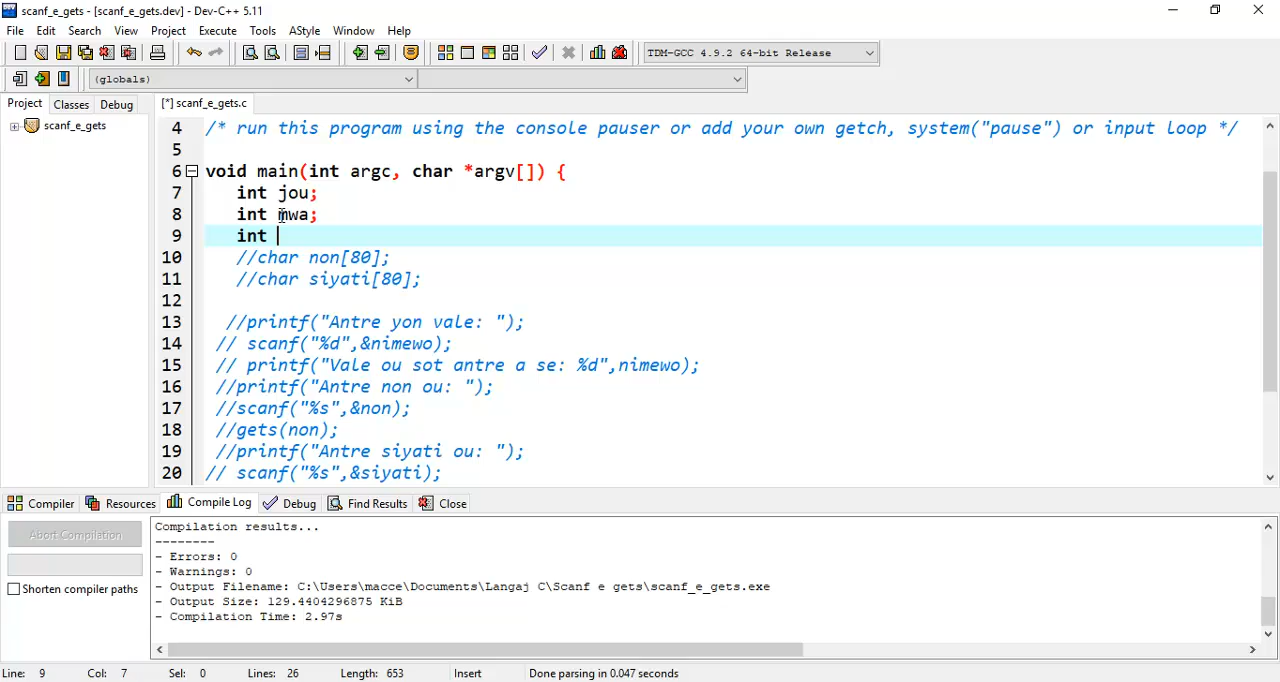 scanf_e_gets - [scanf_e_gets.dev] - Dev-C++ 5.11
File Edit Search View Project Execute Tools AStyle Window Help
TDM-GCC 4.9.2 64-bit Release
(globals)
Project Classes Debug [*] scanf_e_gets.c
scanf_e_gets
4 /* run this program using the console pauser or add your own getch, system("pause") or input loop */
5
6 void main(int argc, char *argv[]) {
7 int jou;
8 int mwa;
9 int
10 //char non[80];
11 //char siyati[80];
12
13 //printf("Antre yon vale: ");
14 // scanf("%d",&nimewo);
15 // printf("Vale ou sot antre a se: %d",nimewo);
16 //printf("Antre non ou: ");
17 //scanf("%s",&non);
18 //gets(non);
19 //printf("Antre siyati ou: ");
20 // scanf("%s",&siyati);
Compiler Resources Compile Log Debug Find Results Close
Abort Compilation
Shorten compiler paths
Compilation results...
--------
- Errors: 0
- Warnings: 0
- Output Filename: C:\Users\macce\Documents\Langaj C\Scanf e gets\scanf_e_gets.exe
- Output Size: 129.4404296875 KiB
- Compilation Time: 2.97s
Line: 9 Col: 7 Sel: 0 Lines: 26 Length: 653 Insert Done parsing in 0.047 seconds